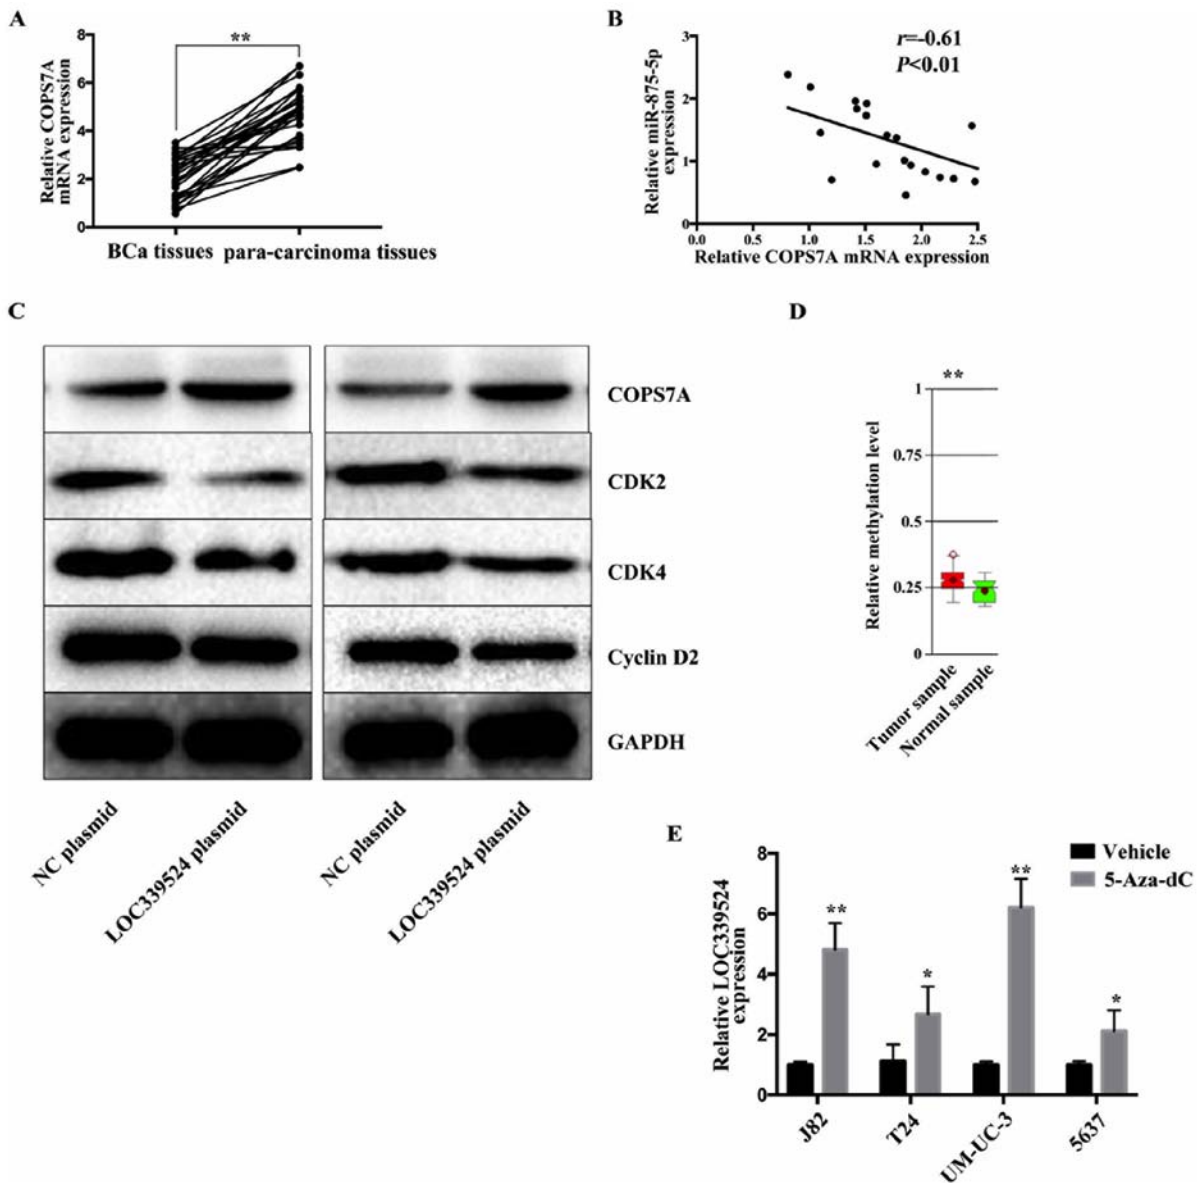 A
Relative COPS7A
mRNA expression
8
6
4
2
0
**
BCa tissues
para-carcinoma tissues
B
Relative miR-875-5p
expression
3
2
1
0
r=-0.61
P<0.01
0.0
0.5
1.0
1.5
2.0
2.5
Relative COPS7A mRNA expression
C
COPS7A
CDK2
CDK4
Cyclin D2
GAPDH
NC plasmid
LOC339524 plasmid
NC plasmid
LOC339524 plasmid
D
**
Relative methylation level
1
0.75
0.5
0.25
0
Tumor sample
Normal sample
E
Vehicle
5-Aza-dC
Relative LOC339524
expression
8
6
4
2
0
**
*
**
*
J82
T24
UM-UC-3
5637